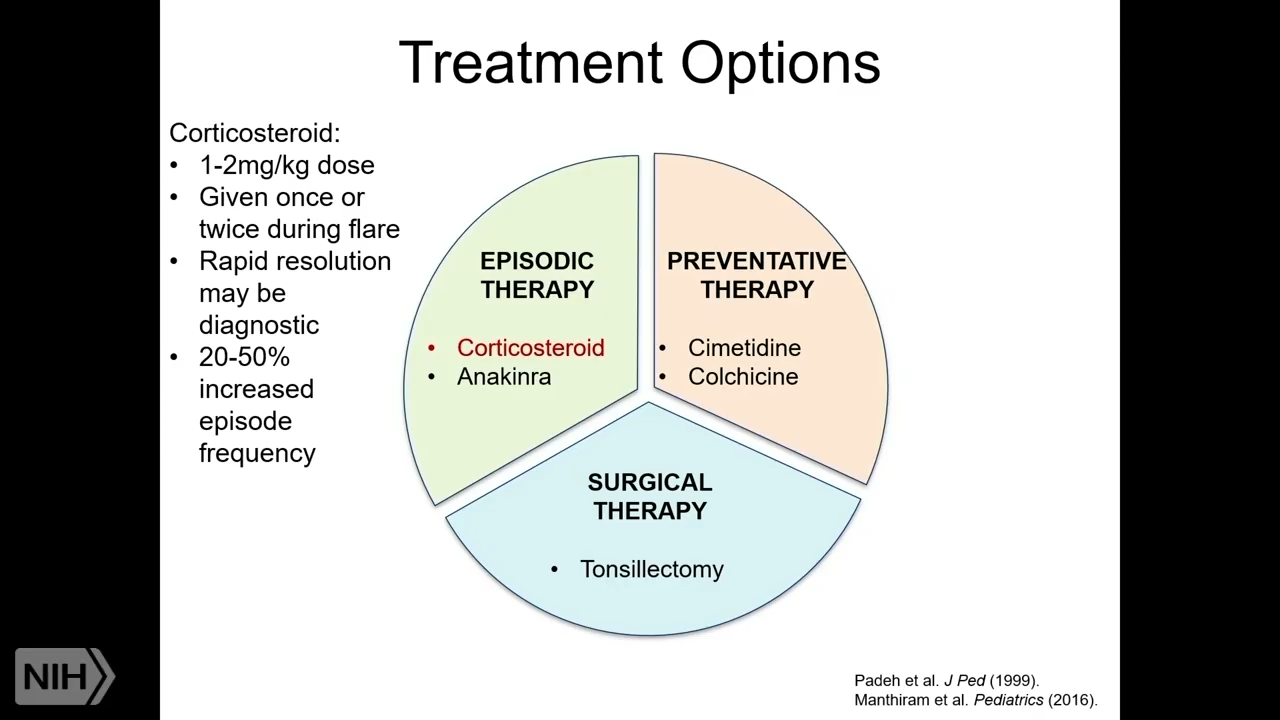 Treatment Options
Corticosteroid:
• 1-2mg/kg dose
• Given once or
twice during flare
• Rapid resolution
may be
diagnostic
• 20-50%
increased
episode
frequency
EPISODIC
THERAPY
• Corticosteroid
• Anakinra
PREVENTATIVE
THERAPY
• Cimetidine
• Colchicine
SURGICAL
THERAPY
• Tonsillectomy
NIH
Padeh et al. J Ped (1999).
Manthiram et al. Pediatrics (2016).